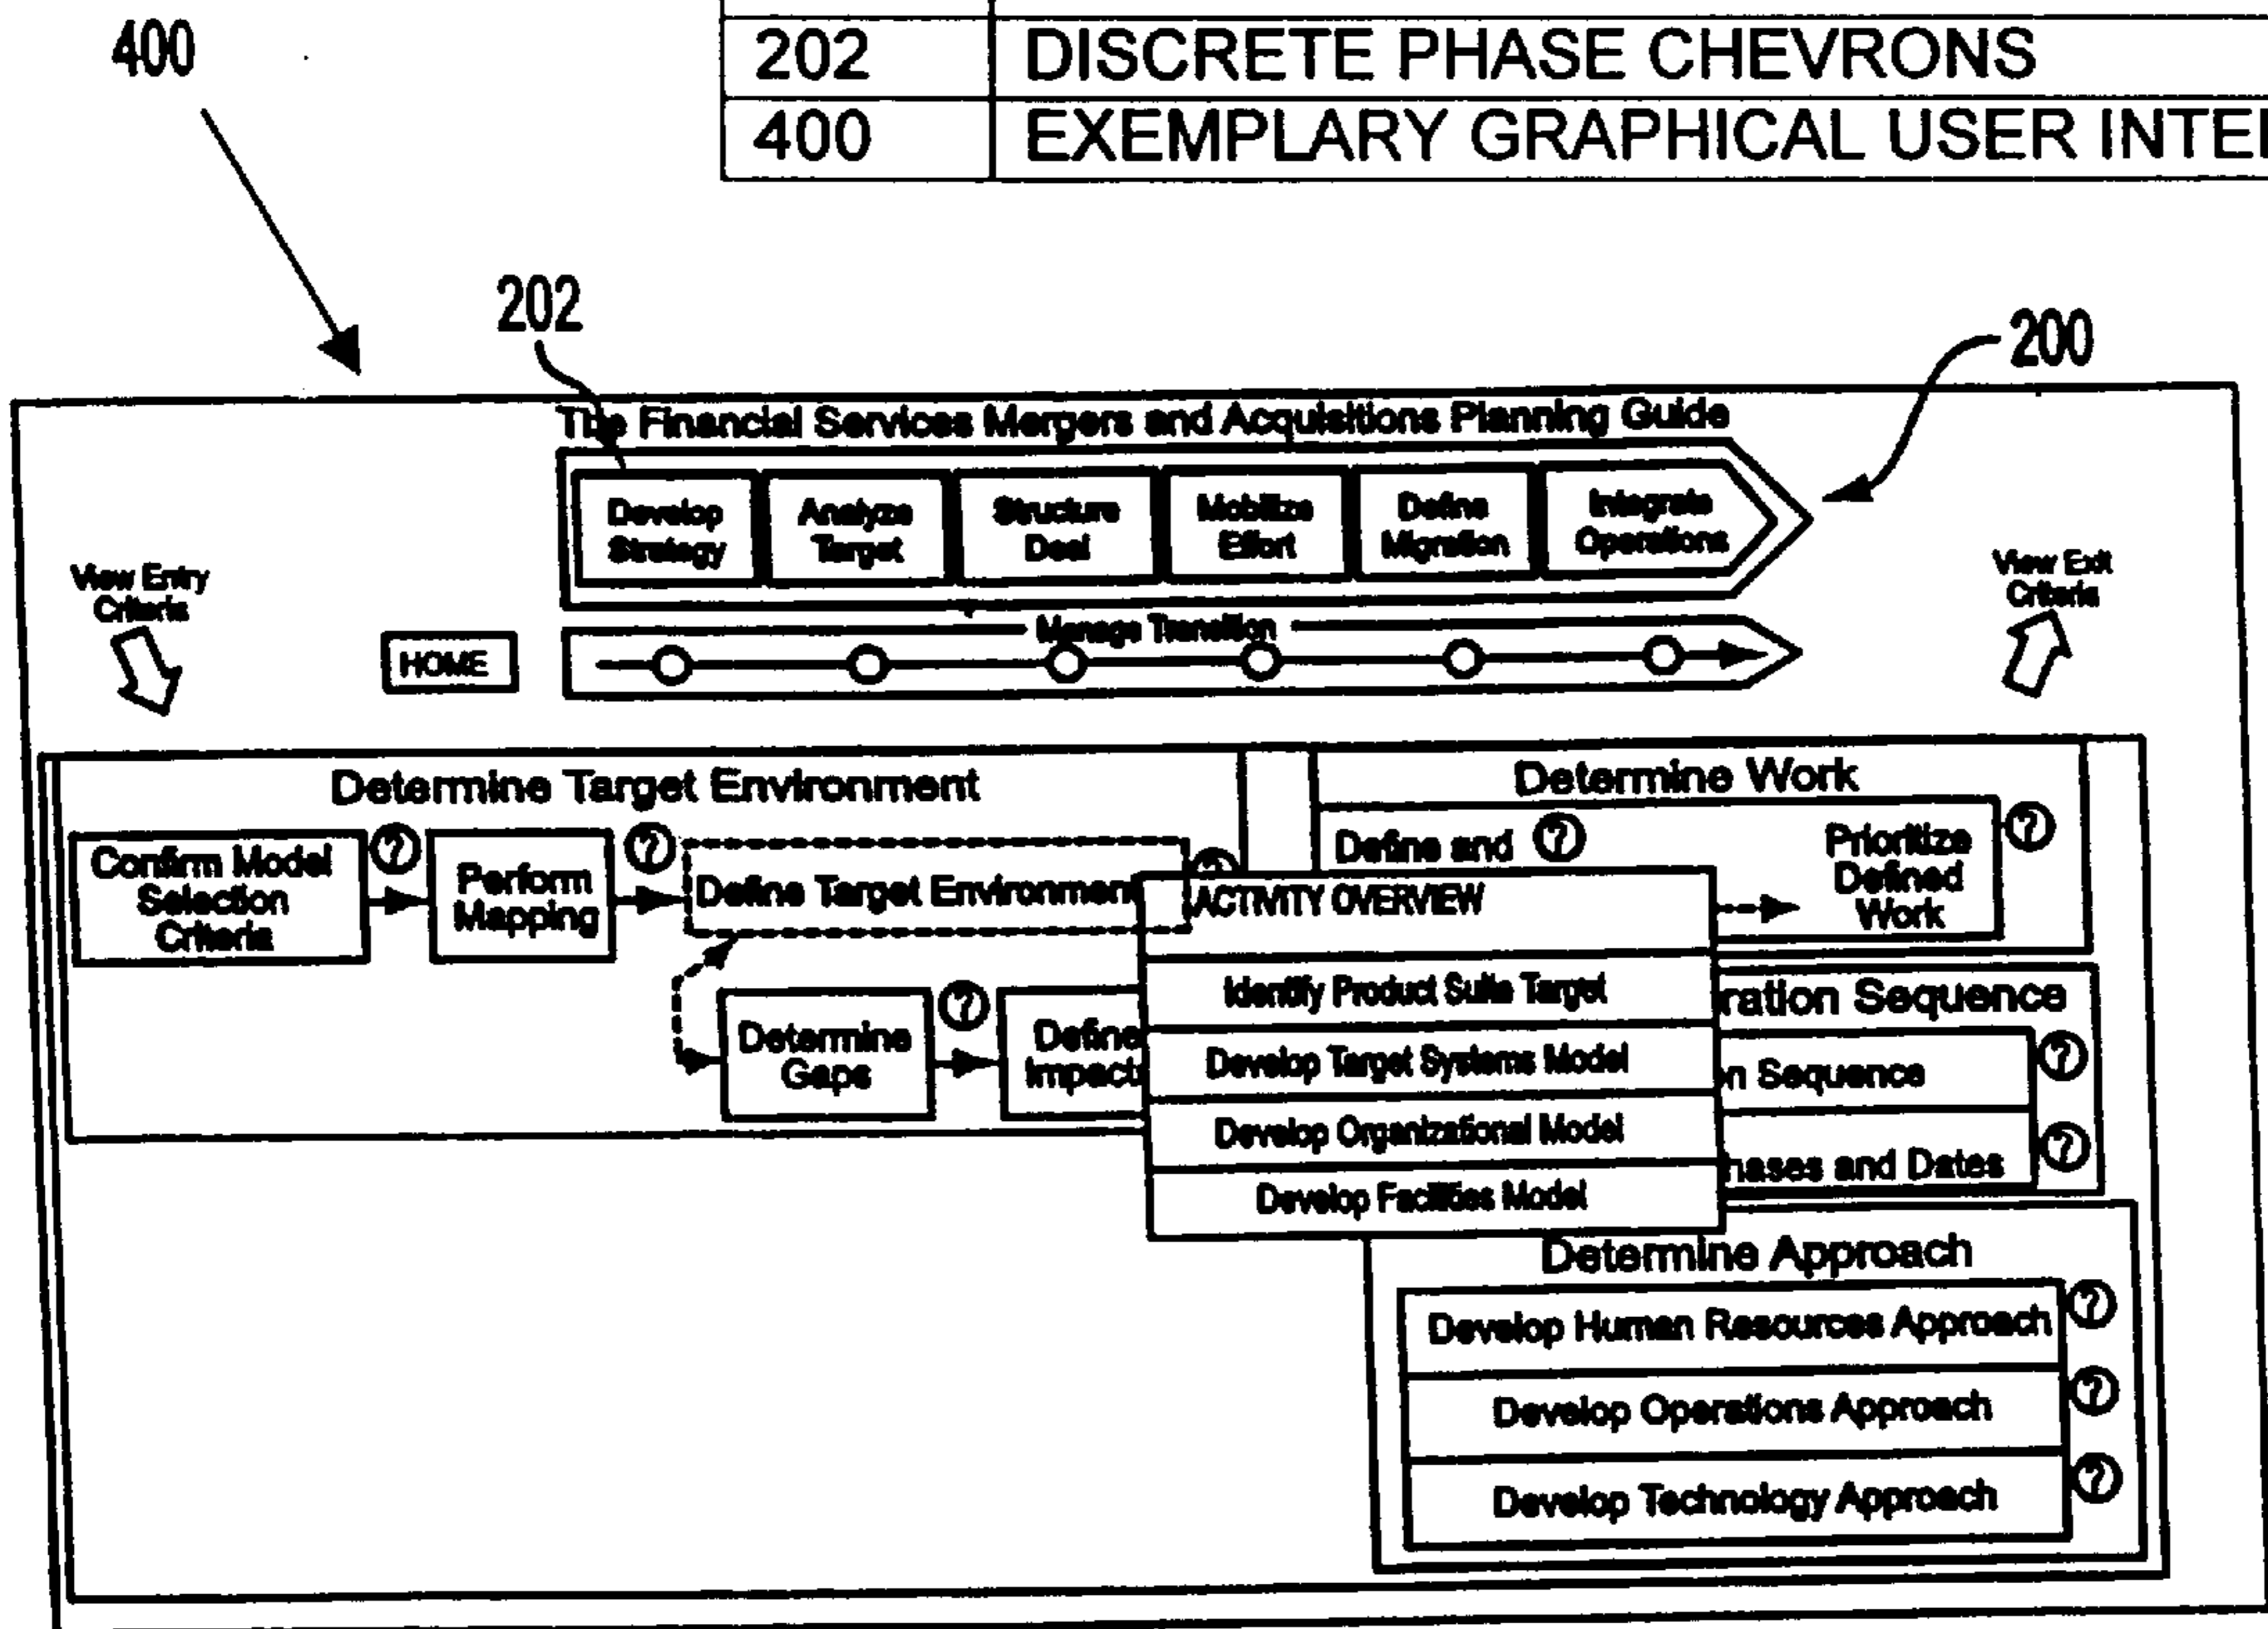 400
202 DISCRETE PHASE CHEVRONS
400 EXEMPLARY GRAPHICAL USER
202
200
The Financial Services Mergers and Acquisitions Planning Guide
Develop
Strategy
Analyze
Target
Structure
Deal
Mobilize
Effort
Define
Migration
Integrate
Operations
View Entry
Criteria
View Exit
Criteria
HOME
Manage Transition
Determine Target Environment
Determine Work
Confirm Model
Selection
Criteria
?
Perform
Mapping
?
Define Target Environment
Define and ?
Prioritize
Defined
Work
?
ACTIVITY OVERVIEW
Identify Product Suite Target
Develop Target Systems Model
Develop Organizational Model
Develop Facilities Model
Determine
Gaps
?
Define
Sequence
Sequence
?
and Dates
?
Determine Approach
Develop Human Resources Approach ?
Develop Operations Approach ?
Develop Technology Approach ?